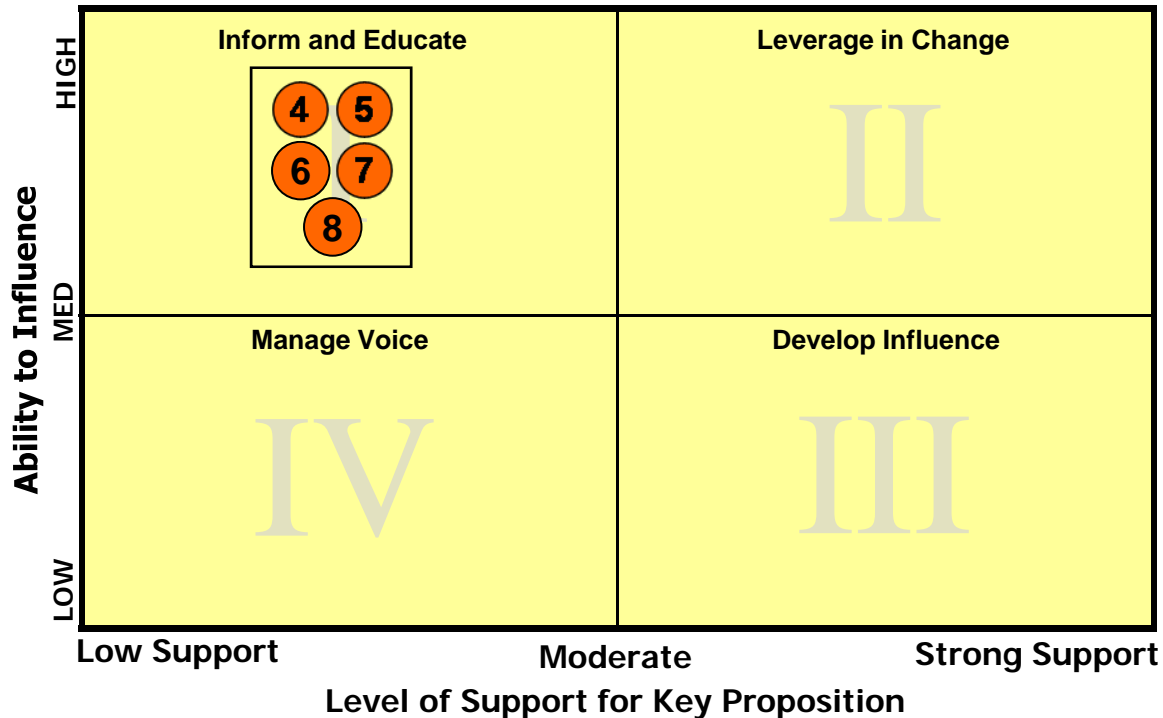 Inform and Educate
Leverage in Change
HIGH
4 5
I
II
6 7
8
Ability to Influence
MED
Manage Voice
Develop Influence
IV
III
LOW
Low Support
Moderate
Strong Support
Level of Support for Key Proposition